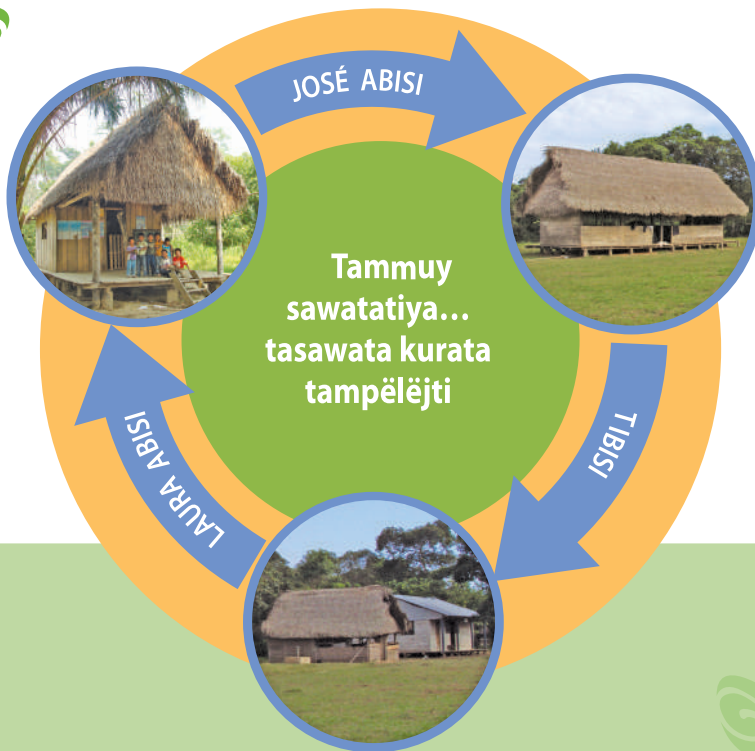 JOSÉ ABISI
Tammuy
sawatatiya...
tasawata kurata
tampëlëjti
TIBISI
LAURA ABISI